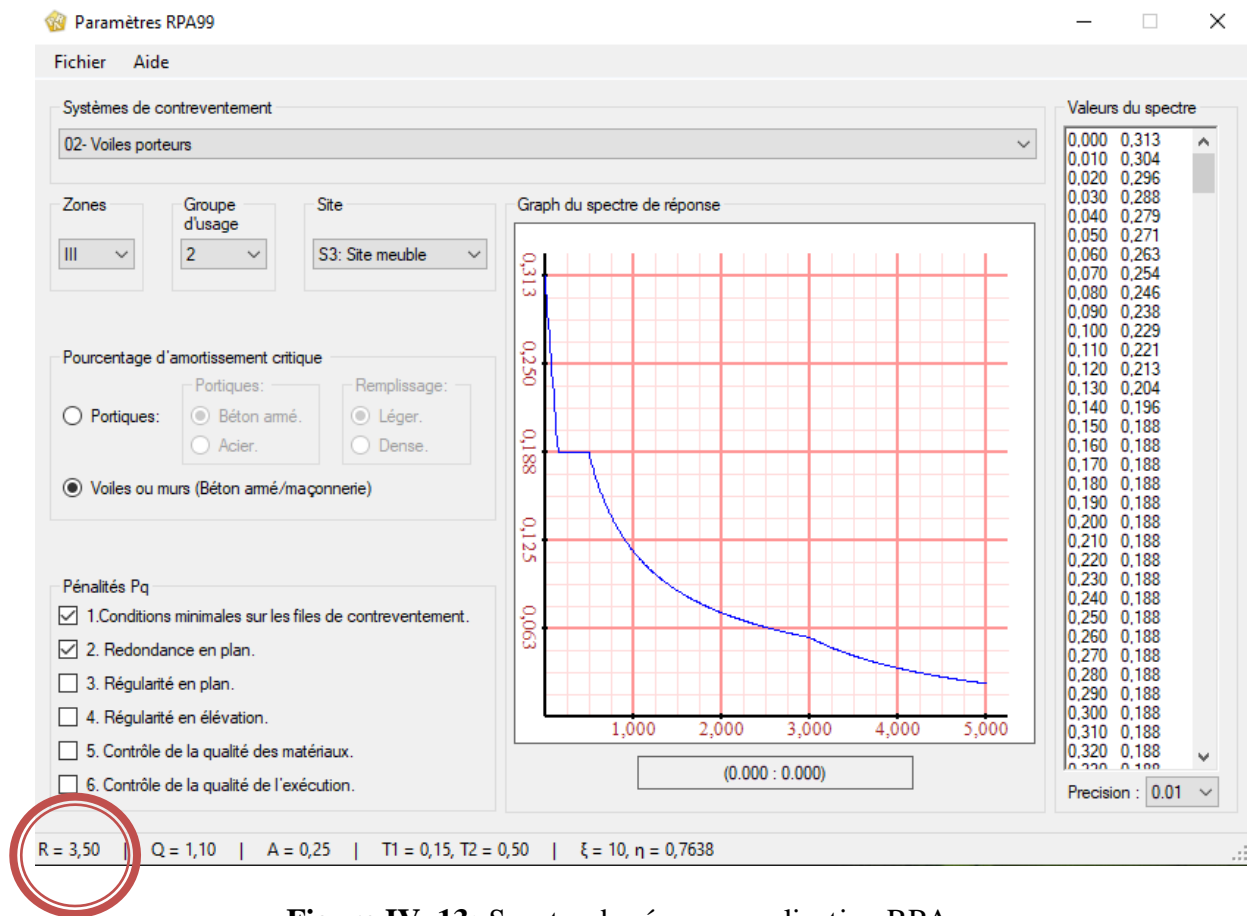 Paramètres RPA99
Fichier Aide
Systèmes de contreventement
02- Voiles porteurs
Zones
III
Groupe
d'usage
2
Site
S3: Site meuble
Pourcentage d'amortissement critique
Portiques:
Portiques:
Béton armé.
Acier.
Remplissage:
Léger.
Dense.
Voiles ou murs (Béton armé/maçonnerie)
Pénalités Pq
1.Conditions minimales sur les files de contreventement.
2. Redondance en plan.
3. Régularité en plan.
4. Régularité en élévation.
5. Contrôle de la qualité des matériaux.
6. Contrôle de la qualité de l'exécution.
Graph du spectre de réponse
0,313
0,250
0,188
0,125
0,063
1,000 2,000 3,000 4,000 5,000
(0.000 : 0.000)
Valeurs du spectre
0,000 0,313
0,010 0,304
0,020 0,296
0,030 0,288
0,040 0,279
0,050 0,271
0,060 0,263
0,070 0,254
0,080 0,246
0,090 0,238
0,100 0,229
0,110 0,221
0,120 0,213
0,130 0,204
0,140 0,196
0,150 0,188
0,160 0,188
0,170 0,188
0,180 0,188
0,190 0,188
0,200 0,188
0,210 0,188
0,220 0,188
0,230 0,188
0,240 0,188
0,250 0,188
0,260 0,188
0,270 0,188
0,280 0,188
0,290 0,188
0,300 0,188
0,310 0,188
0,320 0,188
Precision : 0.01
R = 3,50 | Q = 1,10 | A = 0,25 | T1 = 0,15, T2 = 0,50 | ξ = 10, η = 0,7638